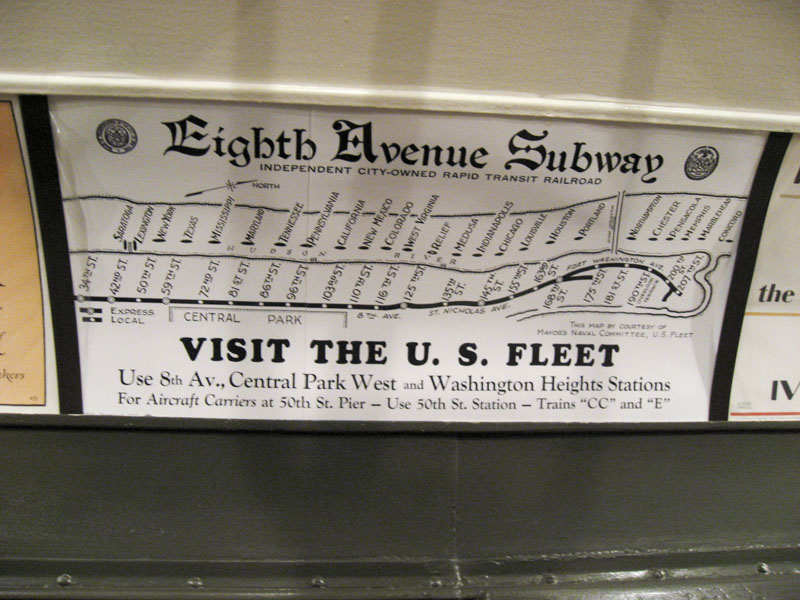 Eighth Avenue Subway
INDEPENDENT CITY-OWNED RAPID TRANSIT RAILROAD
NORTH
SARATOGA
LEXINGTON
NEW YORK
TEXAS
MISSISSIPPI
MARYLAND
TENNESSEE
PENNSYLVANIA
CALIFORNIA
NEW MEXICO
COLORADO
WEST VIRGINIA
RELIEF
MEDUSA
INDIANAPOLIS
CHICAGO
LOUISVILLE
HOUSTON
PORTLAND
NORTHAMPTON
CHESTER
PENSACOLA
MEMPHIS
MARBLEHEAD
CONCORD
HUDSON RIVER
34TH ST.
42ND ST.
50TH ST.
59TH ST.
72ND ST.
81ST ST.
86TH ST.
96TH ST.
103RD ST.
110TH ST.
116TH ST.
125TH ST.
135TH ST.
145TH ST.
155TH ST.
163RD ST.
168TH ST.
175TH ST.
181ST ST.
190TH ST.
200TH ST.
207TH ST.
FORT WASHINGTON AVE.
EXPRESS
LOCAL
CENTRAL PARK
8TH AVE.
ST. NICHOLAS AVE.
THIS MAP BY COURTESY OF
MAYORS NAVAL COMMITTEE, U.S. FLEET
VISIT THE U. S. FLEET
Use 8th Av., Central Park West and Washington Heights Stations
For Aircraft Carriers at 50th St. Pier – Use 50th St. Station – Trains "CC" and "E"
the